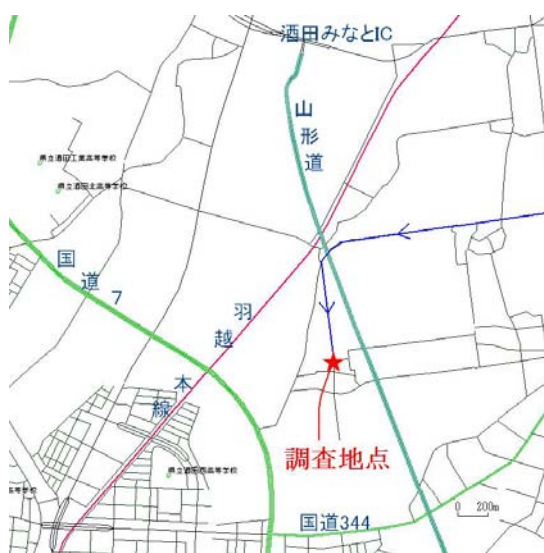 酒田みなとIC
山形道
県立酒田工業高等学校
県立酒田北高等学校
国道7
羽越本線
県立酒田西高等学校
調査地点
国道344
0 200m